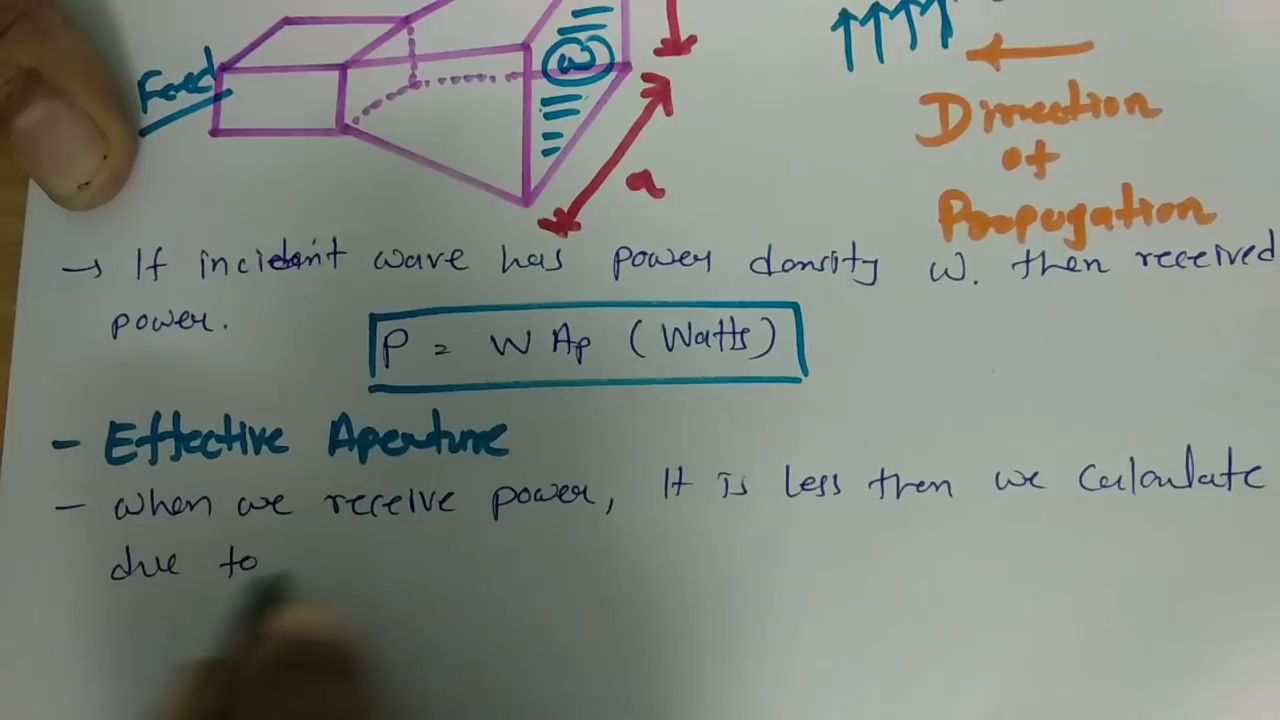 Feed
w
a
Direction
of
Propogation
→ If incident wave has power density w. then received
power.
P = W Ap (Watts)
- Effective Aperture
- when we receive power, It is less then we Calculate
due to